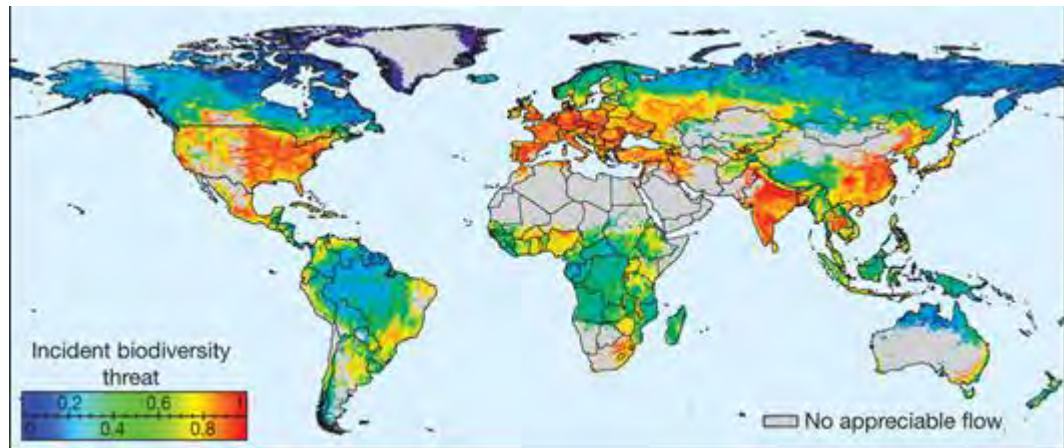 Incident biodiversity
threat
0.2 0.6 1
0 0.4 0.8
No appreciable flow